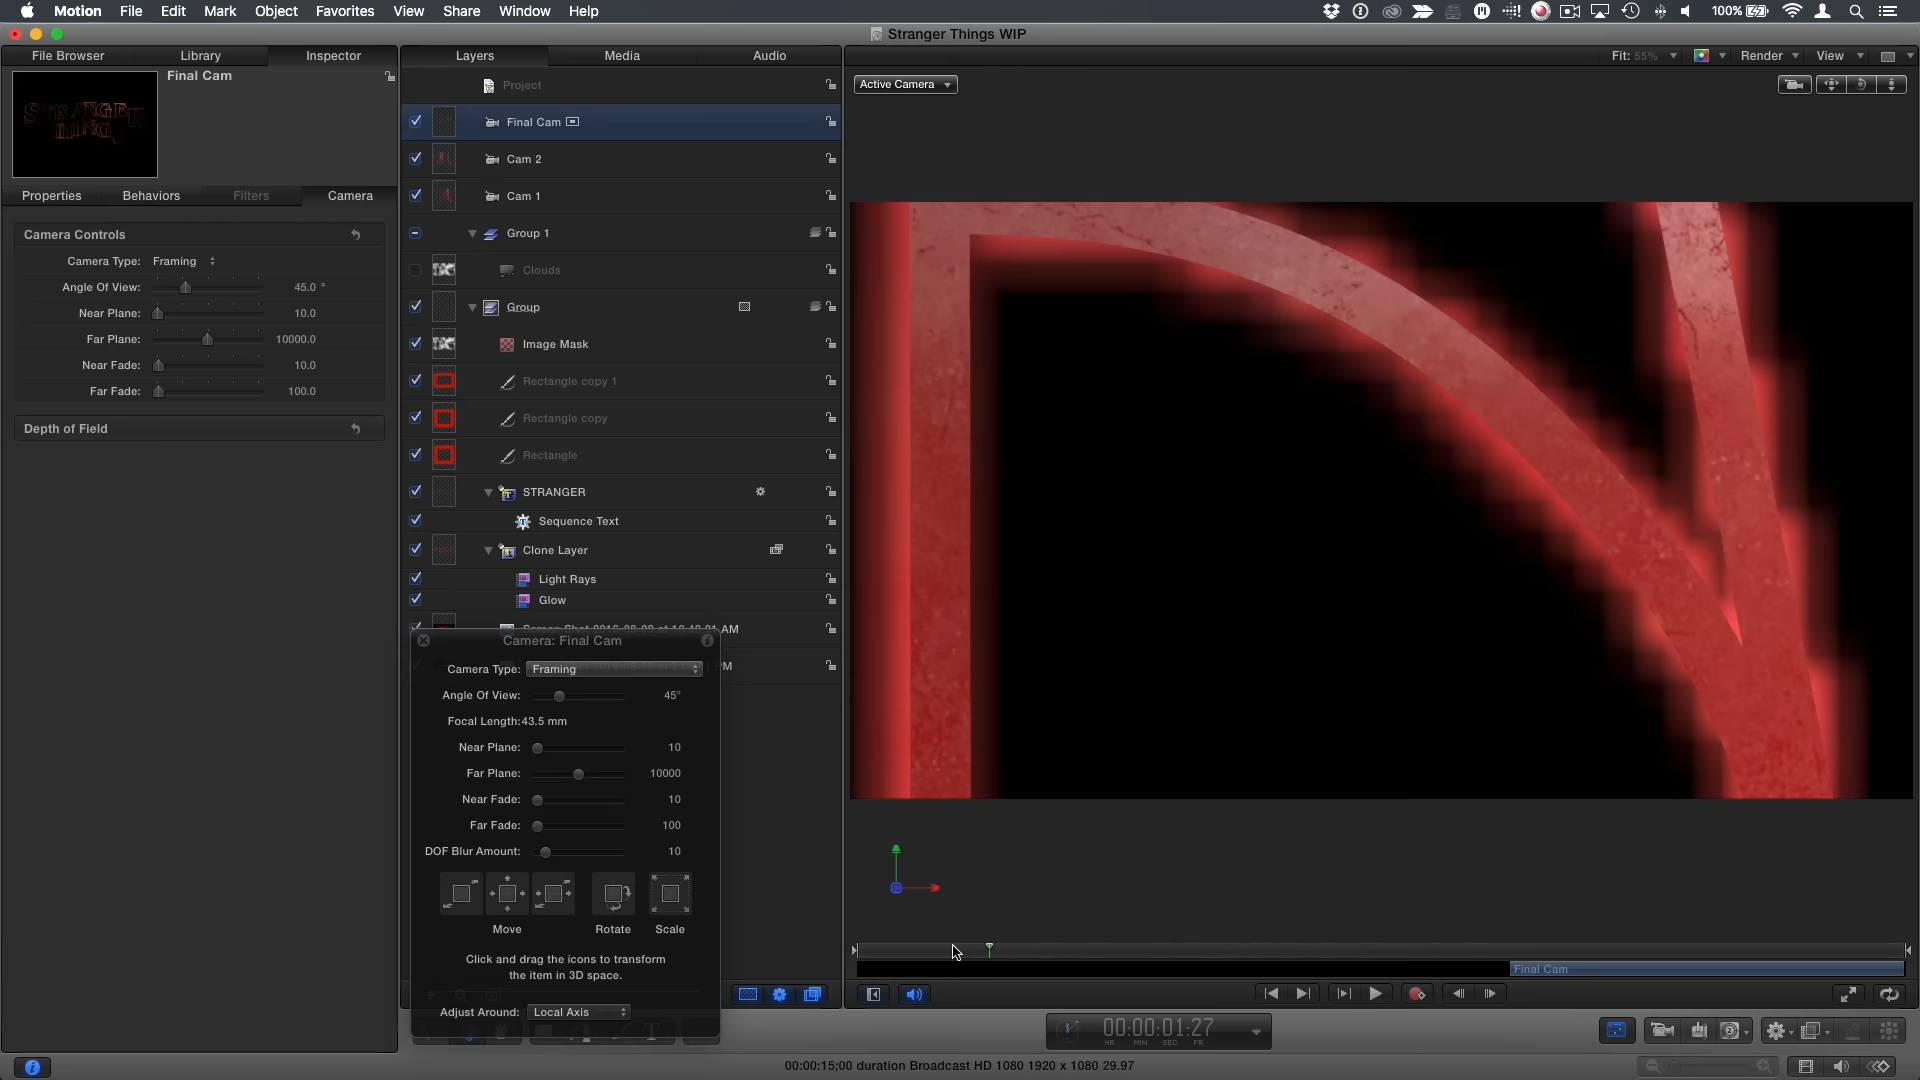 Motion File Edit Mark Object Favorites View Share Window Help 100%
Stranger Things WIP
File Browser Library Inspector Layers Media Audio Fit: 55% Render View
Final Cam
Properties Behaviors Filters Camera
Camera Controls
Camera Type: Framing
Angle Of View: 45.0 °
Near Plane: 10.0
Far Plane: 10000.0
Near Fade: 10.0
Far Fade: 100.0
Depth of Field
Project
Final Cam
Cam 2
Cam 1
Group 1
Clouds
Group
Image Mask
Rectangle copy 1
Rectangle copy
Rectangle
STRANGER
Sequence Text
Clone Layer
Light Rays
Glow
AM
PM
Camera: Final Cam
Camera Type: Framing
Angle Of View: 45°
Focal Length: 43.5 mm
Near Plane: 10
Far Plane: 10000
Near Fade: 10
Far Fade: 100
DOF Blur Amount: 10
Move Rotate Scale
Click and drag the icons to transform
the item in 3D space.
Adjust Around: Local Axis
Active Camera
Final Cam
00:00:01:27
HR MIN SEC FR
00:00:15;00 duration Broadcast HD 1080 1920 x 1080 29.97